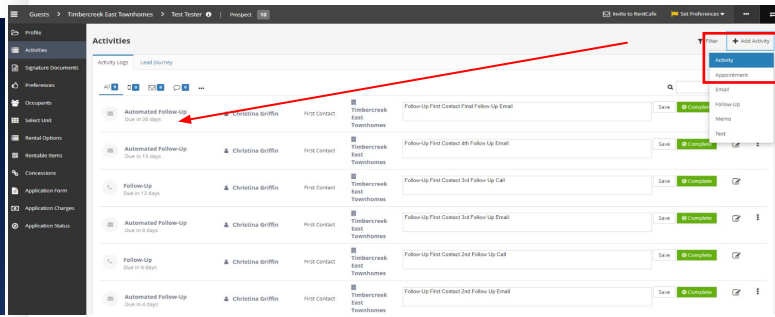 Guests > Timbercreek East Townhomes > Test Tester Prospect 10 Invite to RentCafe Set Preferences
Profile
Activities
Signature Documents
Preferences
Occupants
Select Unit
Rental Options
Rentable Items
Concessions
Application Form
Application Charges
Application Status
Activities
Filter + Add Activity
Activity Logs Lead Journey
Activity
Appointment
Email
Follow-Up
Memo
Text
All
Automated Follow-Up
Due in 20 days
Christina Griffin
First Contact
Timbercreek
East
Townhomes
Follow-Up First Contact Final Follow Up Email
Save
Automated Follow-Up
Due in 15 days
Christina Griffin
First Contact
Timbercreek
East
Townhomes
Follow-Up First Contact 4th Follow Up Email
Save Complete
Follow-Up
Due in 12 days
Christina Griffin
First Contact
Timbercreek
East
Townhomes
Follow-Up First Contact 3rd Follow Up Call
Save Complete
Automated Follow-Up
Due in 9 days
Christina Griffin
First Contact
Timbercreek
East
Townhomes
Follow-Up First Contact 3rd Follow Up Email
Save Complete
Follow-Up
Due in 6 days
Christina Griffin
First Contact
Timbercreek
East
Townhomes
Follow-Up First Contact 2nd Follow Up Call
Save Complete
Automated Follow-Up
Due in 4 days
Christina Griffin
First Contact
Timbercreek
East
Townhomes
Follow-Up First Contact 2nd Follow Up Email
Save Complete